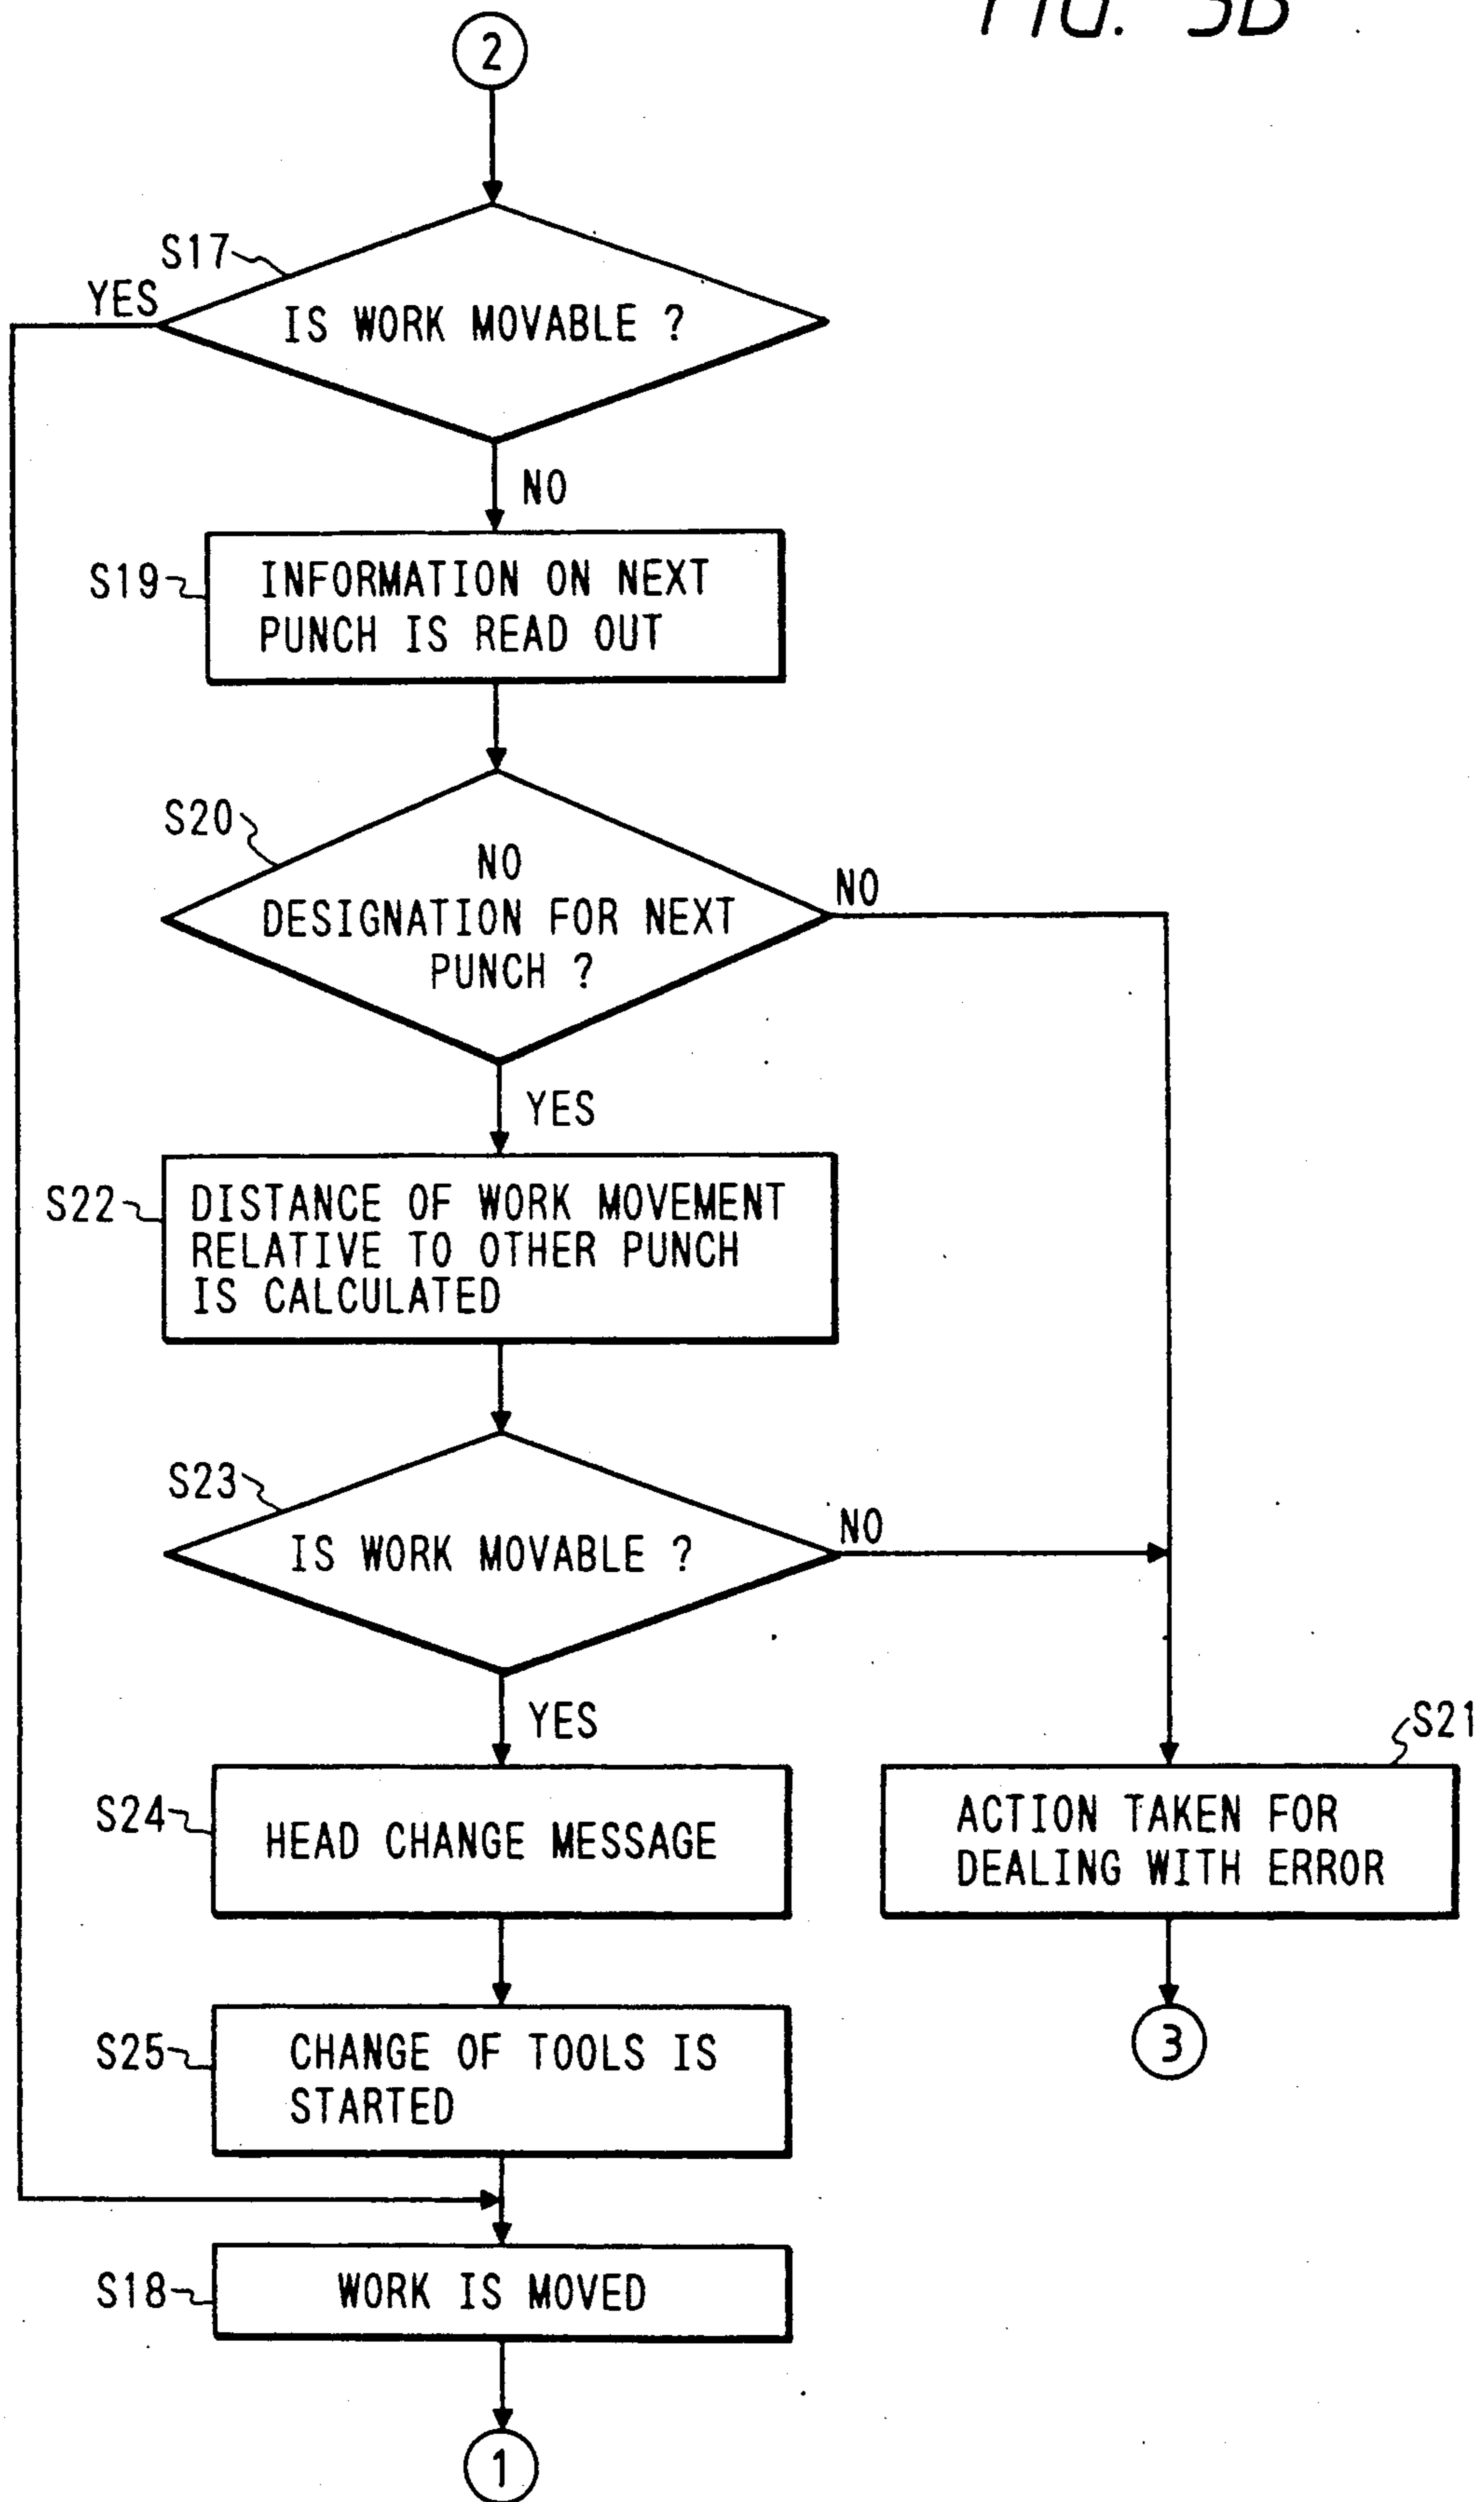 FIG. 5B
2
S17
YES
IS WORK MOVABLE ?
NO
S19
INFORMATION ON NEXT
PUNCH IS READ OUT
S20
NO
DESIGNATION FOR NEXT
PUNCH ?
NO
YES
S22
DISTANCE OF WORK MOVEMENT
RELATIVE TO OTHER PUNCH
IS CALCULATED
S23
IS WORK MOVABLE ?
NO
YES
S21
S24
HEAD CHANGE MESSAGE
ACTION TAKEN FOR
DEALING WITH ERROR
S25
CHANGE OF TOOLS IS
STARTED
3
S18
WORK IS MOVED
1